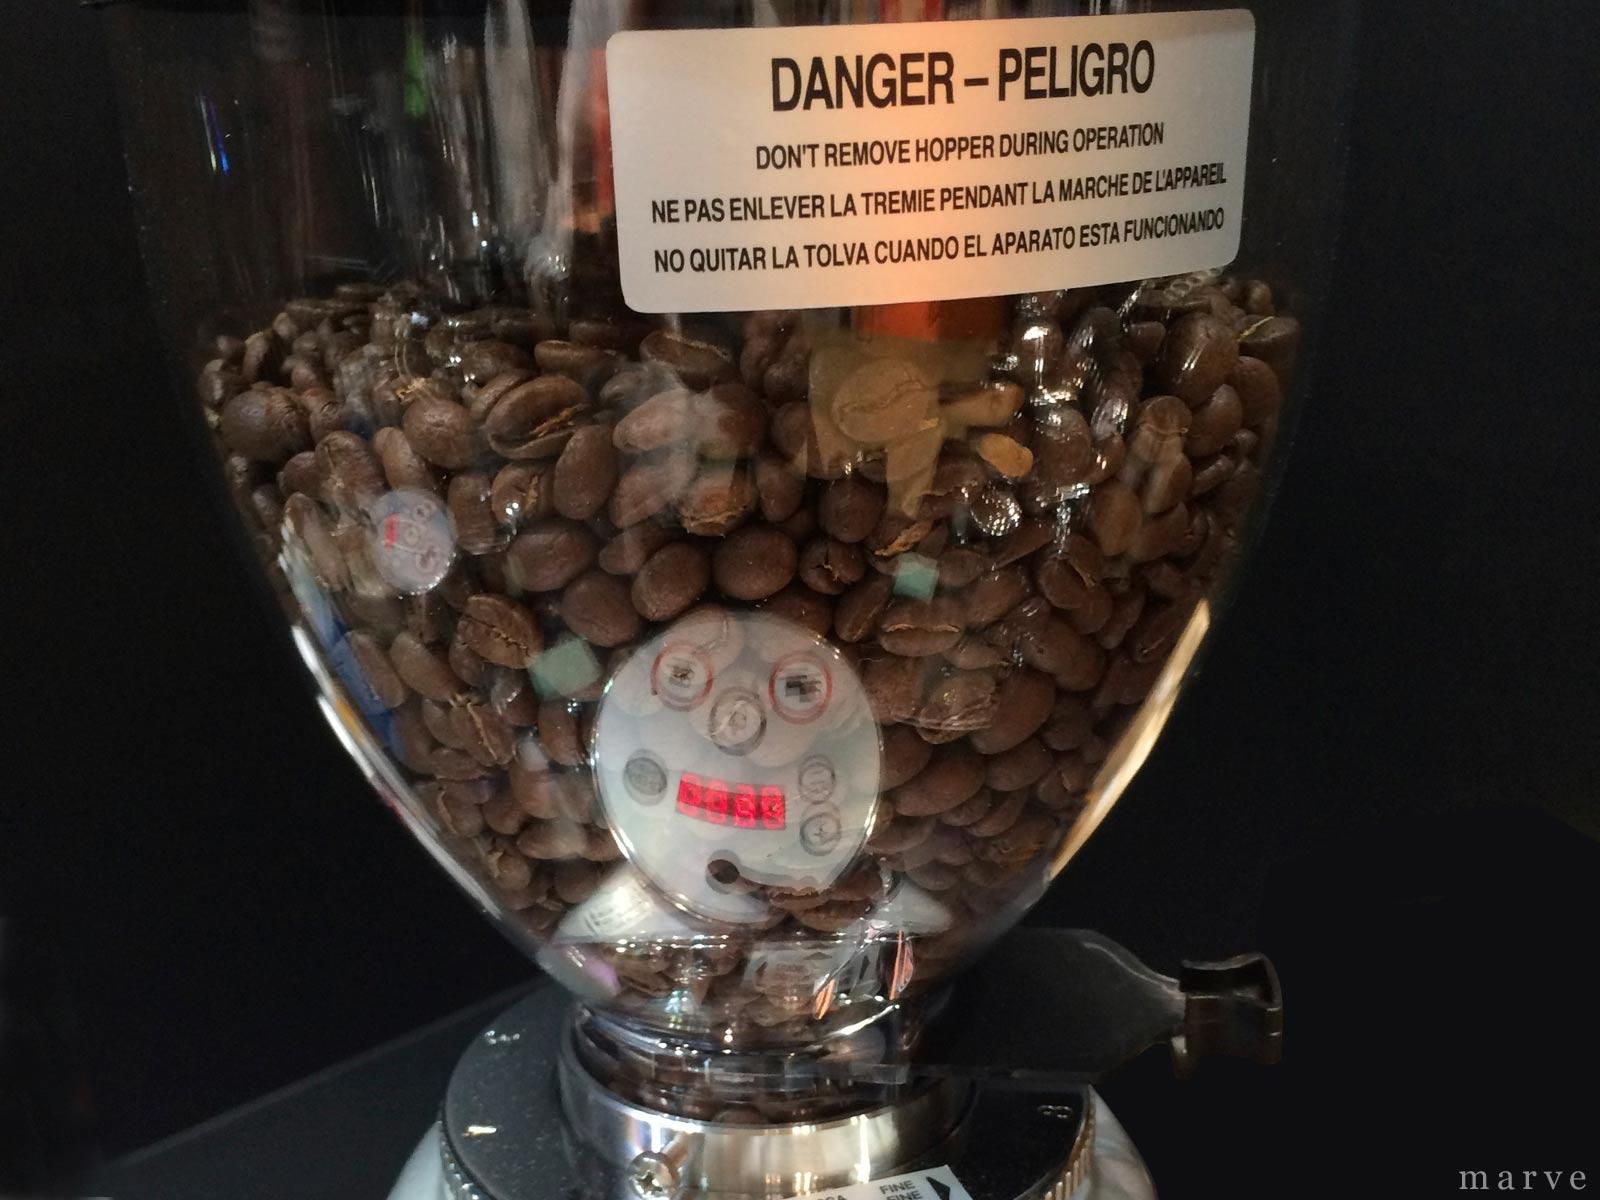 DANGER – PELIGRO
DON'T REMOVE HOPPER DURING OPERATION
NE PAS ENLEVER LA TREMIE PENDANT LA MARCHE DE L'APPAREIL
NO QUITAR LA TOLVA CUANDO EL APARATO ESTA FUNCIONANDO
FINE
FINE
marve